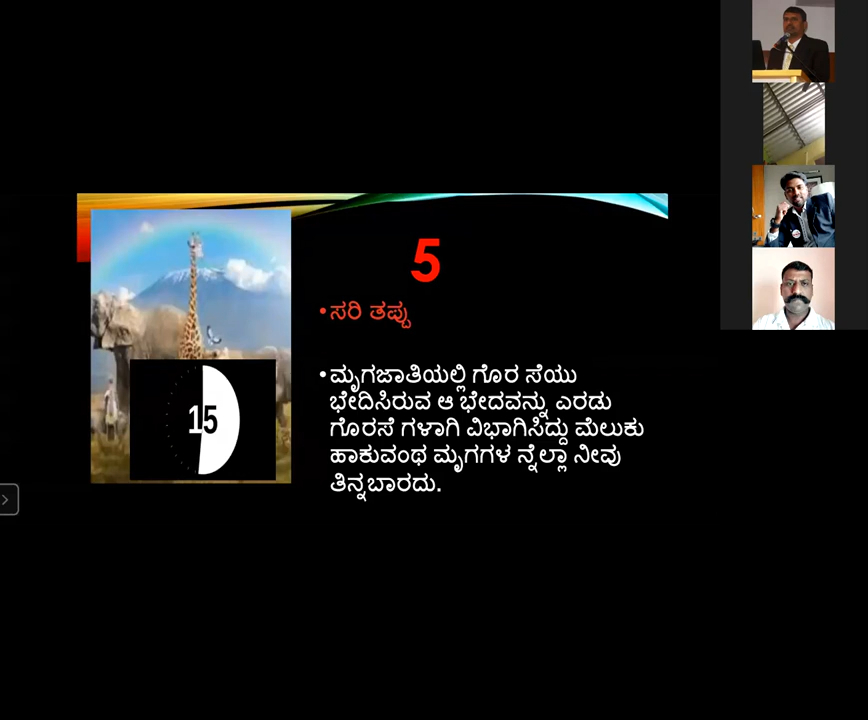 5
• ಸರಿ ತಪ್ಪು
• ಮೃಗಜಾತಿಯಲ್ಲಿ ಗೊರ ಸೆಯು
ಭೇದಿಸಿರುವ ಆ ಭೇದವನ್ನು ಎರಡು
ಗೊರಸೆ ಗಳಾಗಿ ವಿಭಾಗಿಸಿದ್ದು ಮೆಲುಕು
ಹಾಕುವಂಥ ಮೃಗಗಳ ನ್ನೆಲ್ಲಾ ನೀವು
ತಿನ್ನಬಾರದು.
15